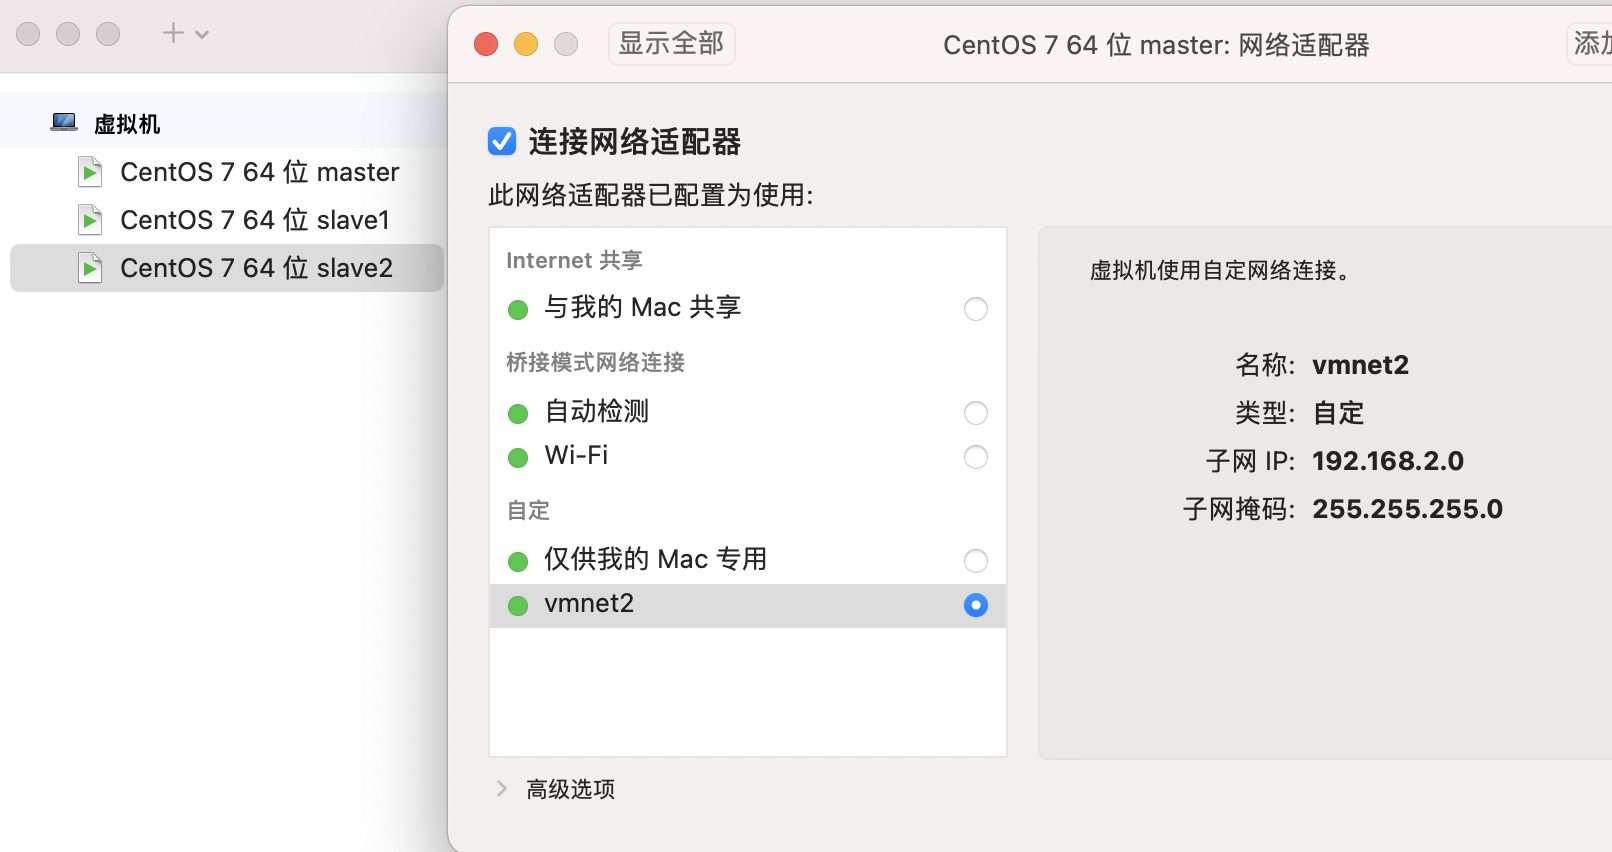 显示全部
CentOS 7 64 位 master: 网络适配器
虚拟机
CentOS 7 64 位 master
CentOS 7 64 位 slave1
CentOS 7 64 位 slave2
连接网络适配器
此网络适配器已配置为使用:
Internet 共享
与我的 Mac 共享
桥接模式网络连接
自动检测
Wi-Fi
自定
仅供我的 Mac 专用
vmnet2
高级选项
虚拟机使用自定网络连接。
名称: vmnet2
类型: 自定
子网 IP: 192.168.2.0
子网掩码: 255.255.255.0